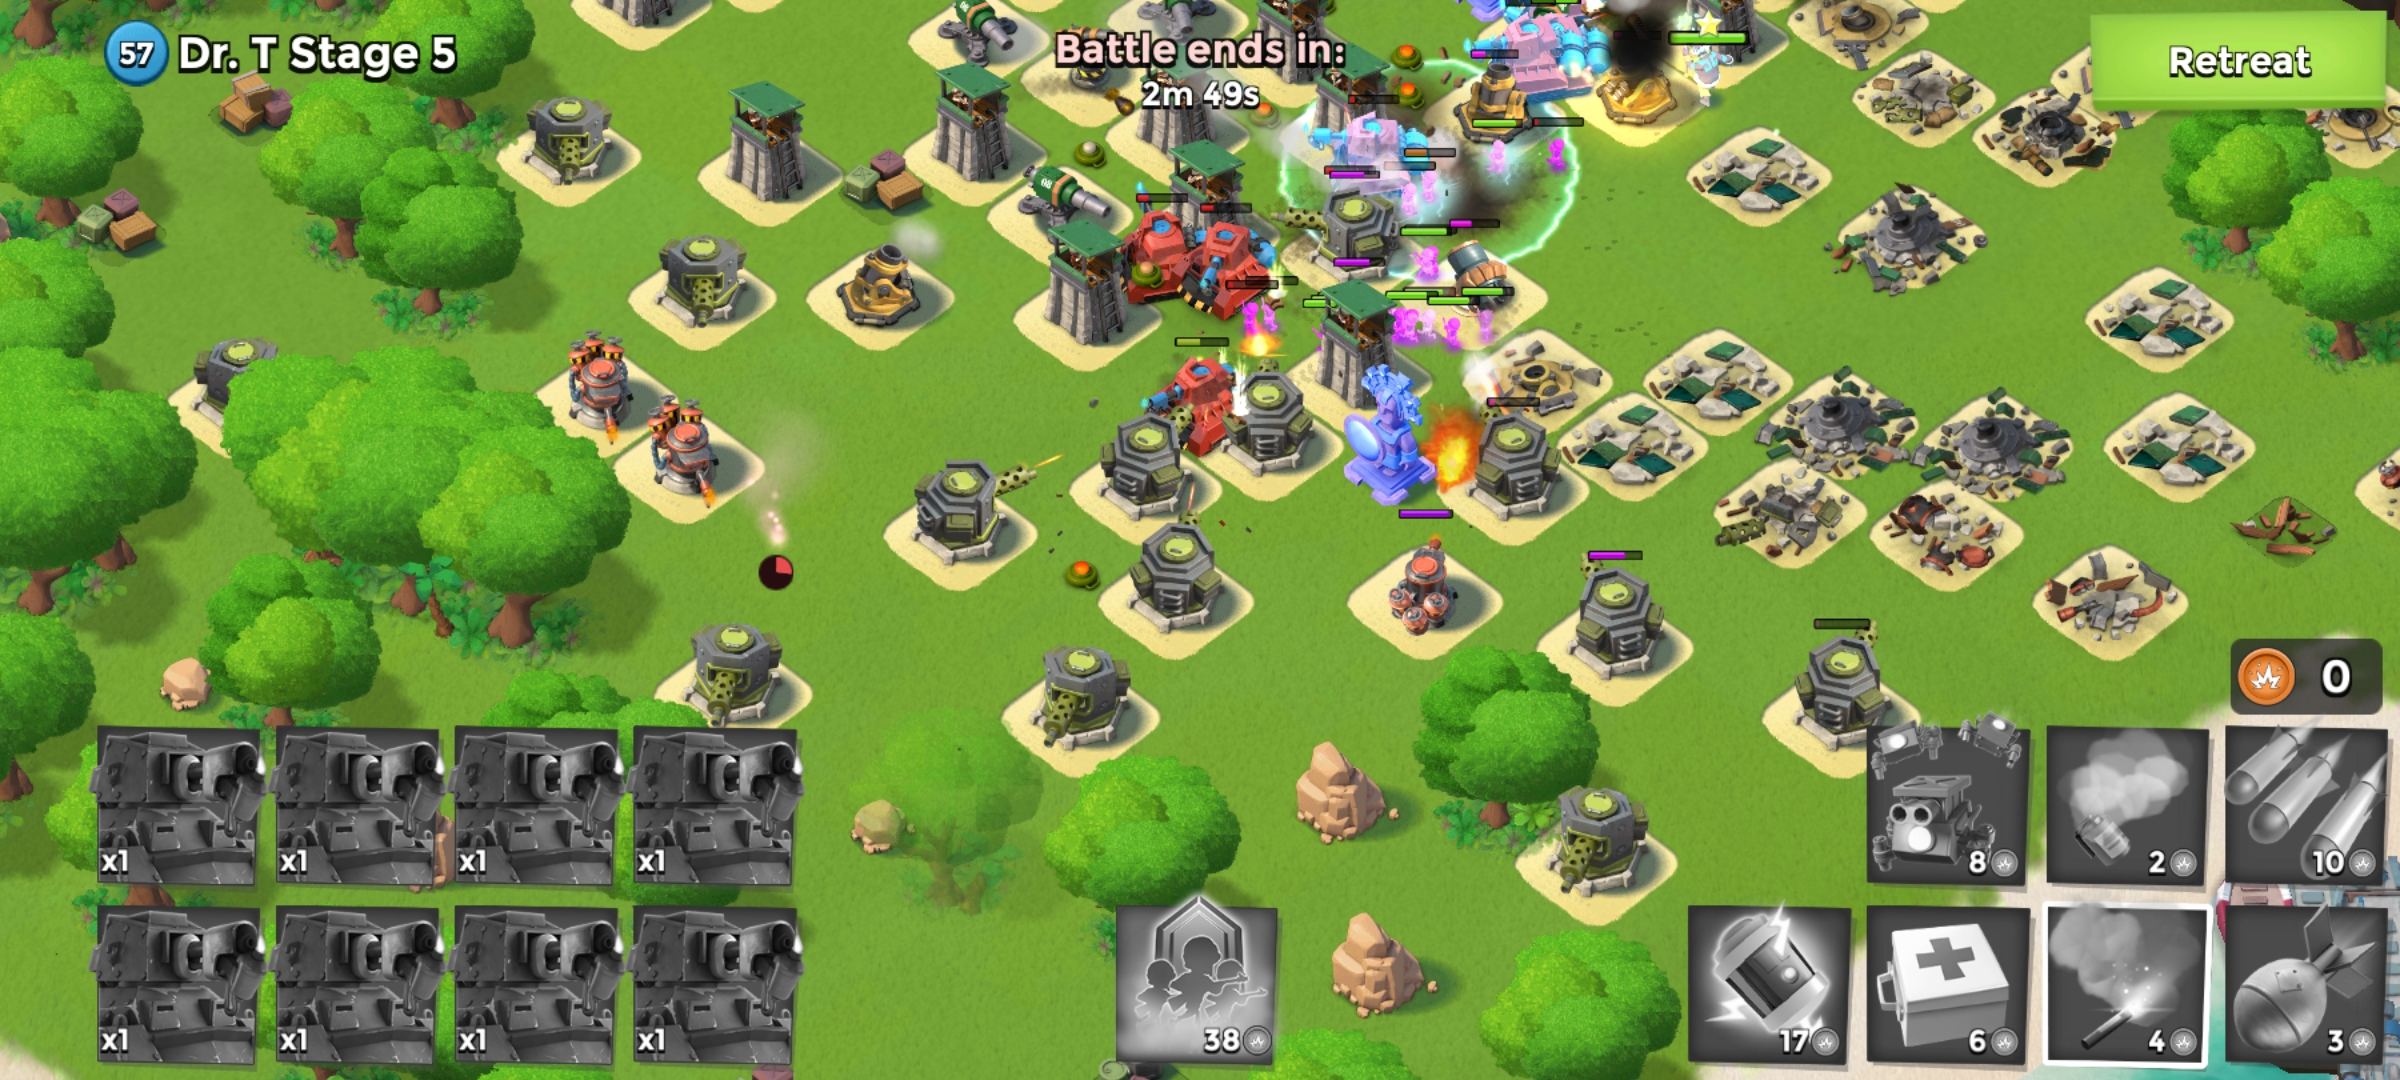 57 Dr. T Stage 5
Battle ends in:
2m 49s
Retreat
0
x1 x1 x1 x1
8 2 10
x1 x1 x1 x1
38 17 6 4 3